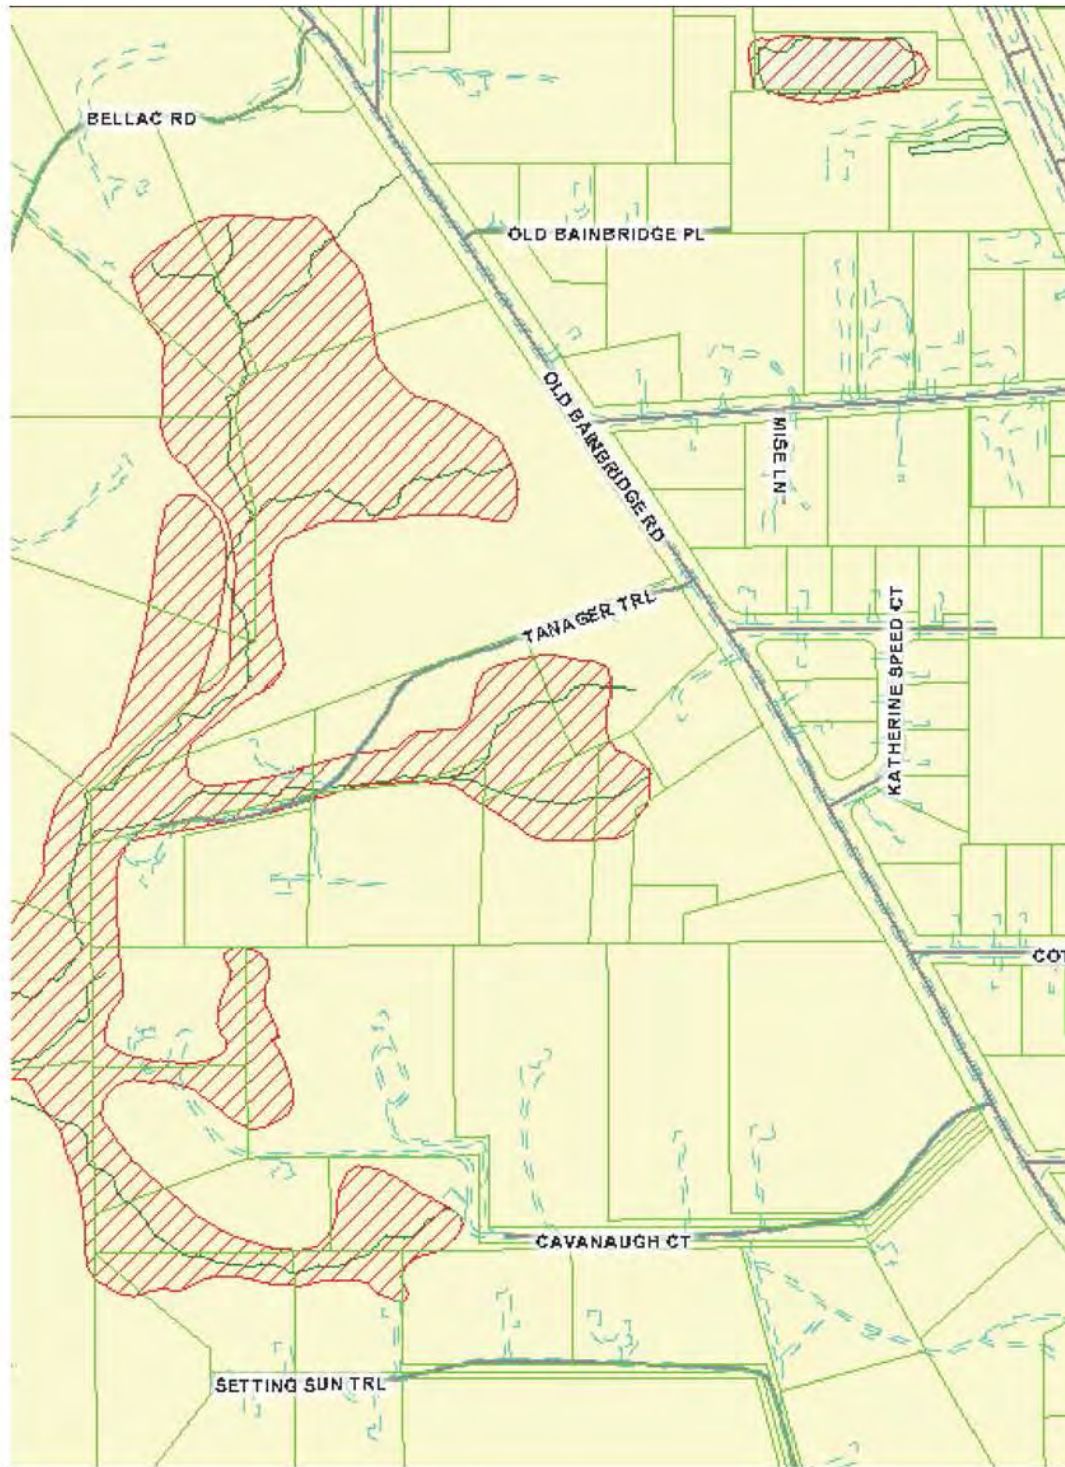 BELLAC RD
OLD BAINBRIDGE PL
OLD BAINBRIDGE RD
MISE LN
TANAGER TRL
KATHERINE SPEED CT
COT
CAVANAUGH CT
SETTING SUN TRL